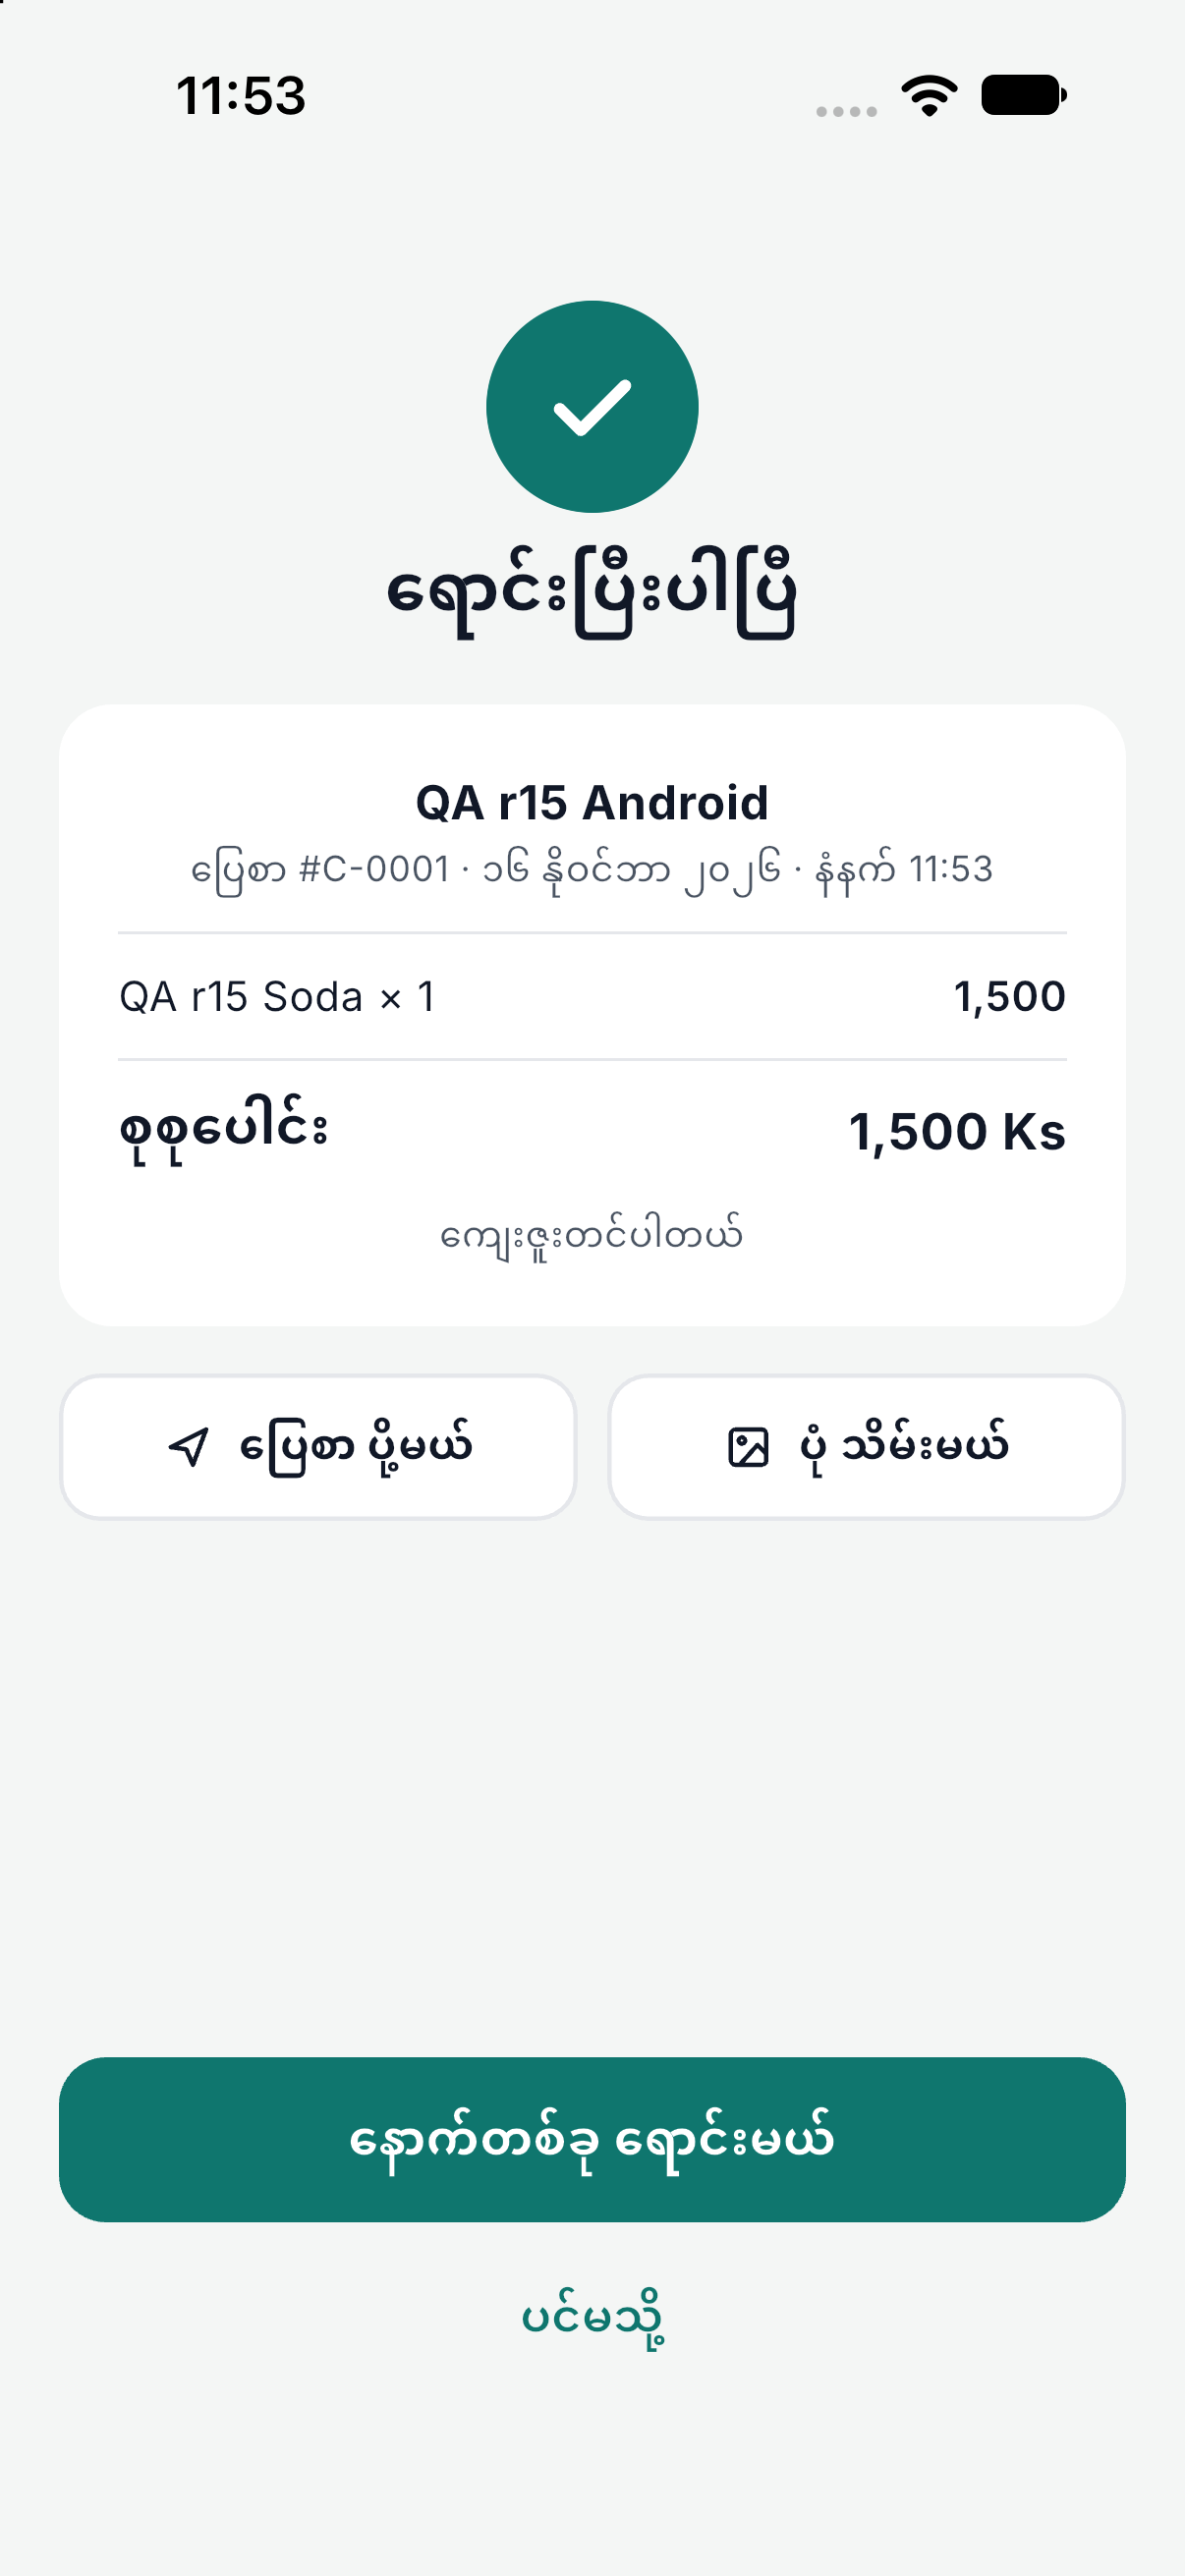 11:53
ရောင်းပြီးပါပြီ
QA r15 Android
ပြေစာ #C-0001 · ၁၆ နိုဝင်ဘာ ၂၀၂၆ · နံနက် 11:53
QA r15 Soda × 1 1,500
စုစုပေါင်း 1,500 Ks
ကျေးဇူးတင်ပါတယ်
ပြေစာ ပို့မယ် ပုံ သိမ်းမယ်
နောက်တစ်ခု ရောင်းမယ်
ပင်မသို့